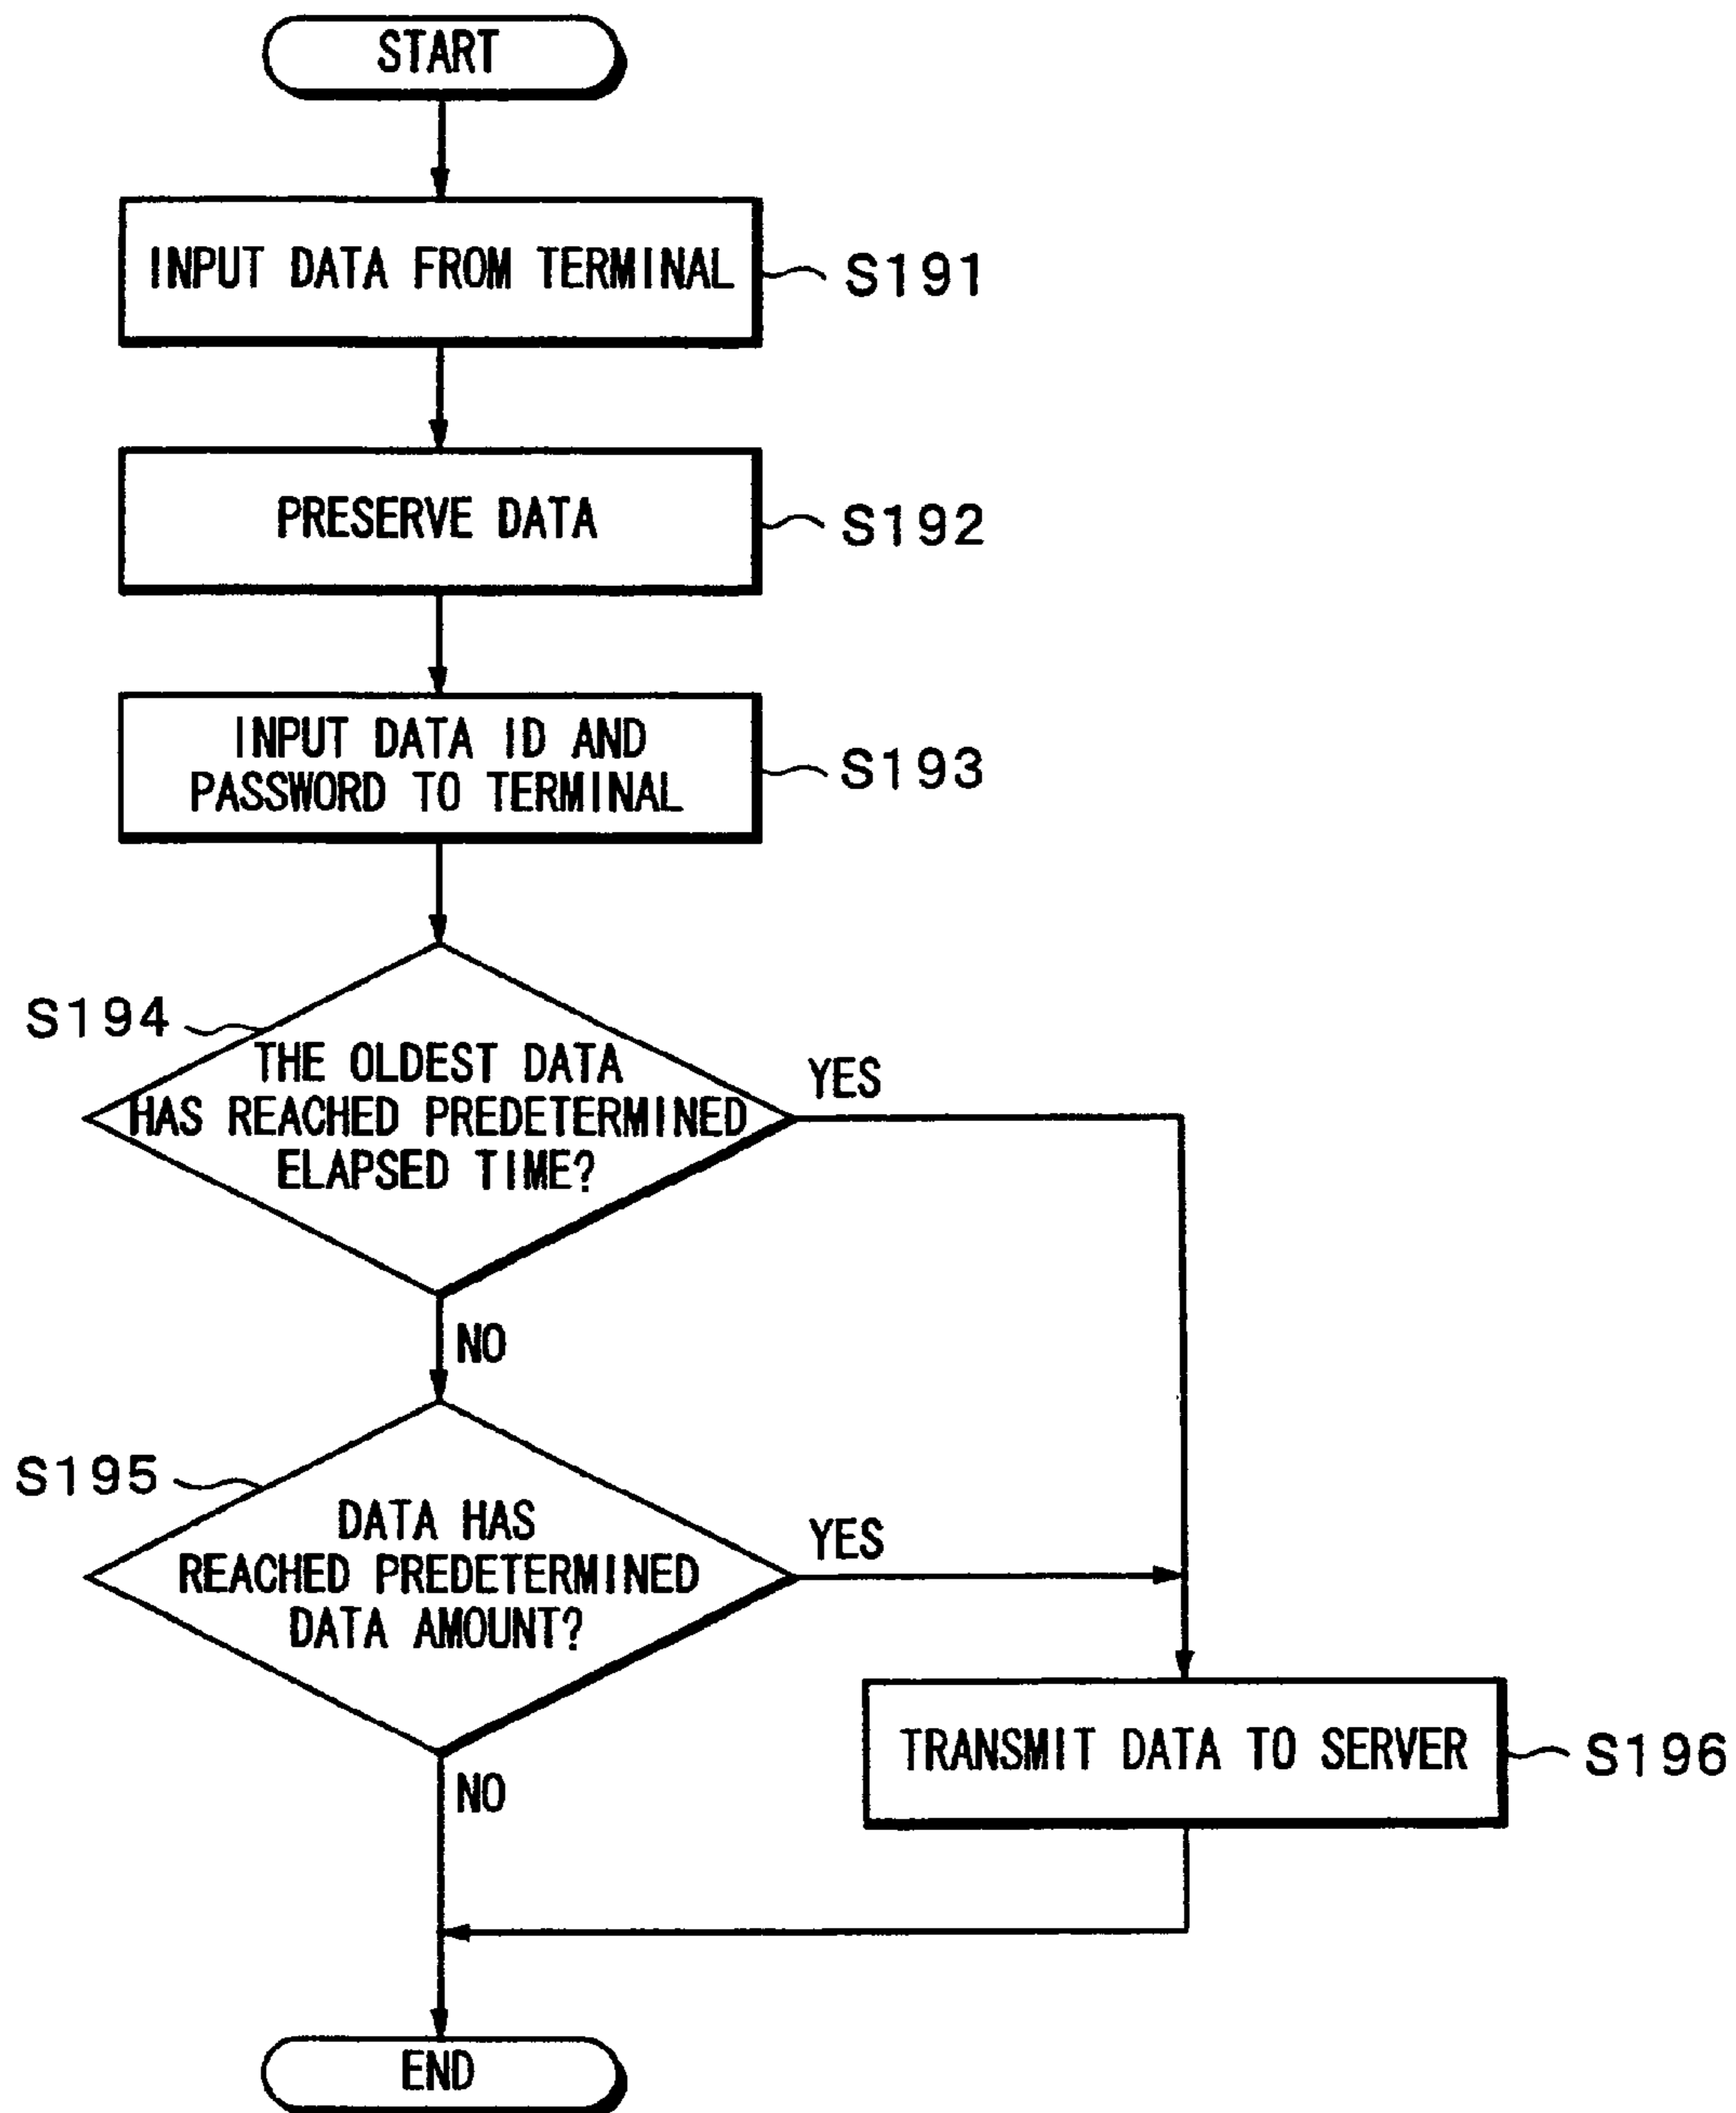 START
INPUT DATA FROM TERMINAL
S191
PRESERVE DATA
S192
INPUT DATA ID AND
PASSWORD TO TERMINAL
S193
S194
THE OLDEST DATA
HAS REACHED PREDETERMINED
ELAPSED TIME?
YES
NO
S195
DATA HAS
REACHED PREDETERMINED
DATA AMOUNT?
YES
TRANSMIT DATA TO SERVER
S196
NO
END